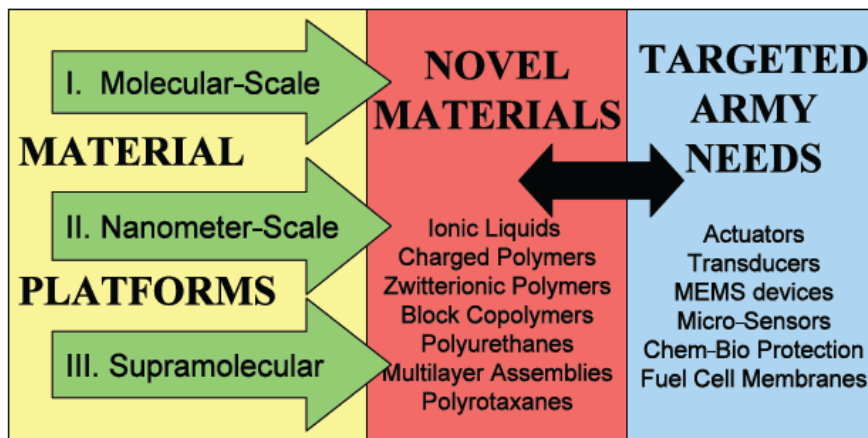 I. Molecular-Scale
MATERIAL
II. Nanometer-Scale
PLATFORMS
III. Supramolecular
NOVEL
MATERIALS
Ionic Liquids
Charged Polymers
Zwitterionic Polymers
Block Copolymers
Polyurethanes
Multilayer Assemblies
Polyrotaxanes
TARGETED
ARMY
NEEDS
Actuators
Transducers
MEMS devices
Micro-Sensors
Chem-Bio Protection
Fuel Cell Membranes